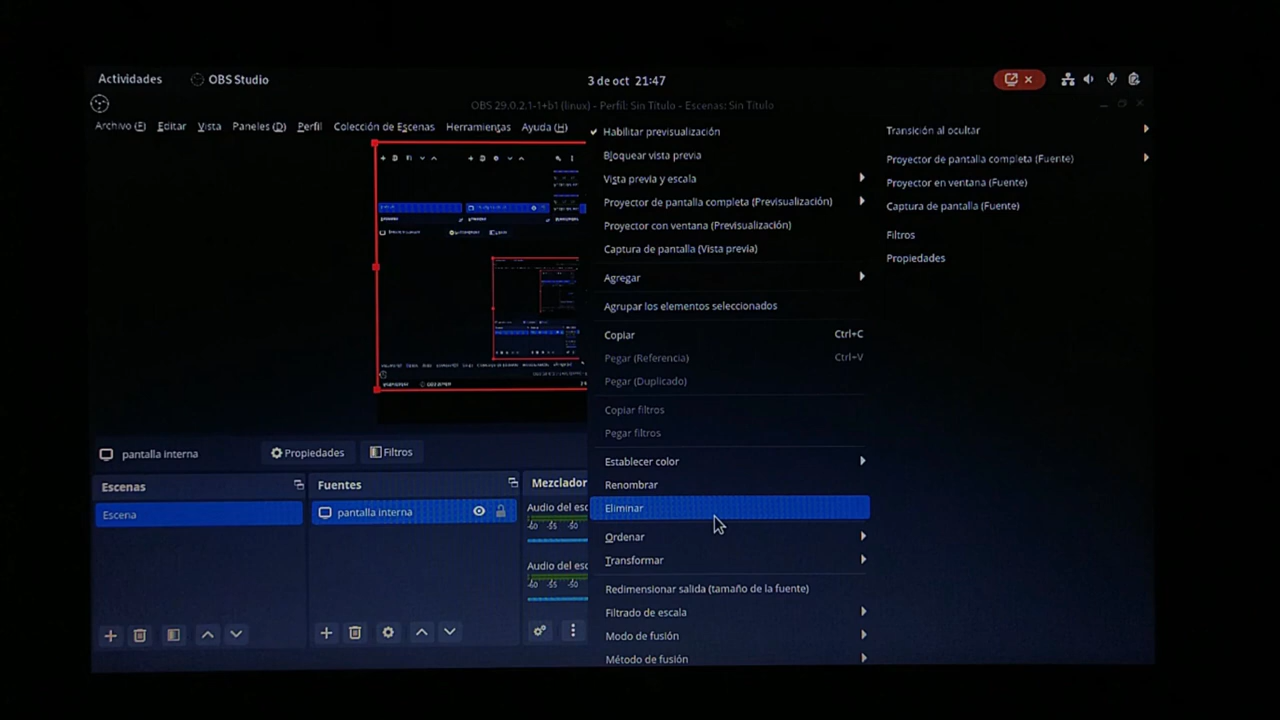 Actividades
OBS Studio
3 de oct 21:47
OBS 29.0.2.1-1+b1 (linux) - Perfil: Sin Título - Escenas: Sin Título
Archivo (F) Editar Vista Paneles (D) Perfil Colección de Escenas Herramientas Ayuda (H)
Habilitar previsualización
Bloquear vista previa
Vista previa y escala
Proyector de pantalla completa (Previsualización)
Proyector con ventana (Previsualización)
Captura de pantalla (Vista previa)
Agregar
Agrupar los elementos seleccionados
Copiar Ctrl+C
Pegar (Referencia) Ctrl+V
Pegar (Duplicado)
Copiar filtros
Pegar filtros
Establecer color
Renombrar
Eliminar
Ordenar
Transformar
Redimensionar salida (tamaño de la fuente)
Filtrado de escala
Modo de fusión
Método de fusión
Transición al ocultar
Proyector de pantalla completa (Fuente)
Proyector en ventana (Fuente)
Captura de pantalla (Fuente)
Filtros
Propiedades
pantalla interna
Propiedades
Filtros
Escenas
Escena
Fuentes
pantalla interna
Mezclador
Audio del esc
-60 -55 -50
Audio del esc
-60 -55 -50